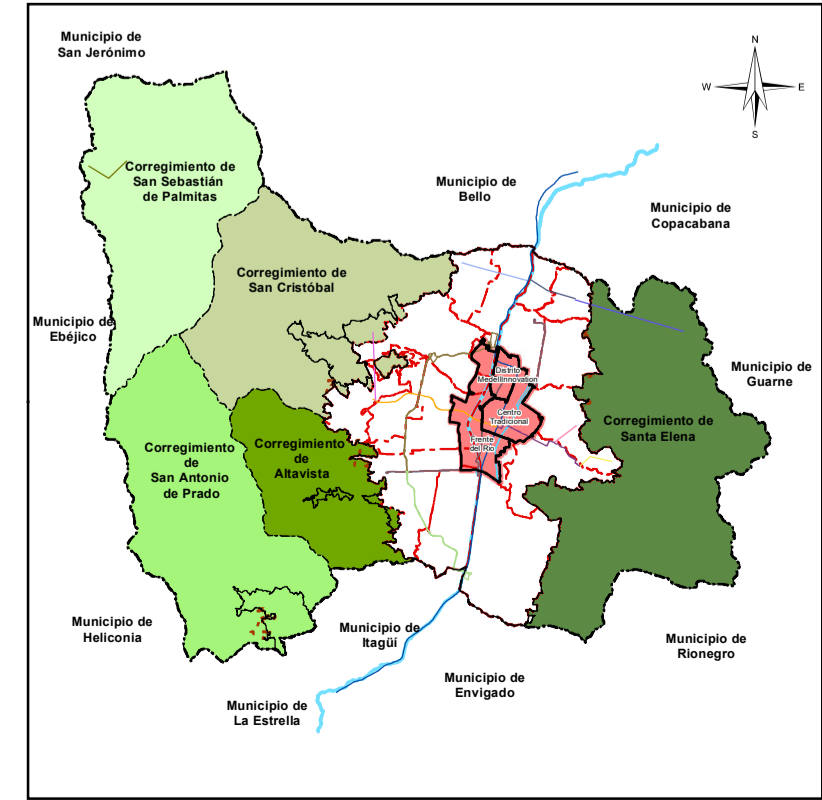 Municipio de
San Jerónimo
N
W
E
S
Corregimiento de
San Sebastián
de Palmitas
Municipio de
Bello
Municipio de
Copacabana
Corregimiento de
San Cristóbal
Municipio de
Ebéjico
Municipio de
Guarne
Distrito
Medellinnovation
Centro
Tradicional
Frente
del Río
Corregimiento de
Santa Elena
Corregimiento
de
San Antonio
de Prado
Corregimiento
de
Altavista
Municipio de
Heliconia
Municipio de
Itagüí
Municipio de
Rionegro
Municipio de
Envigado
Municipio de
La Estrella